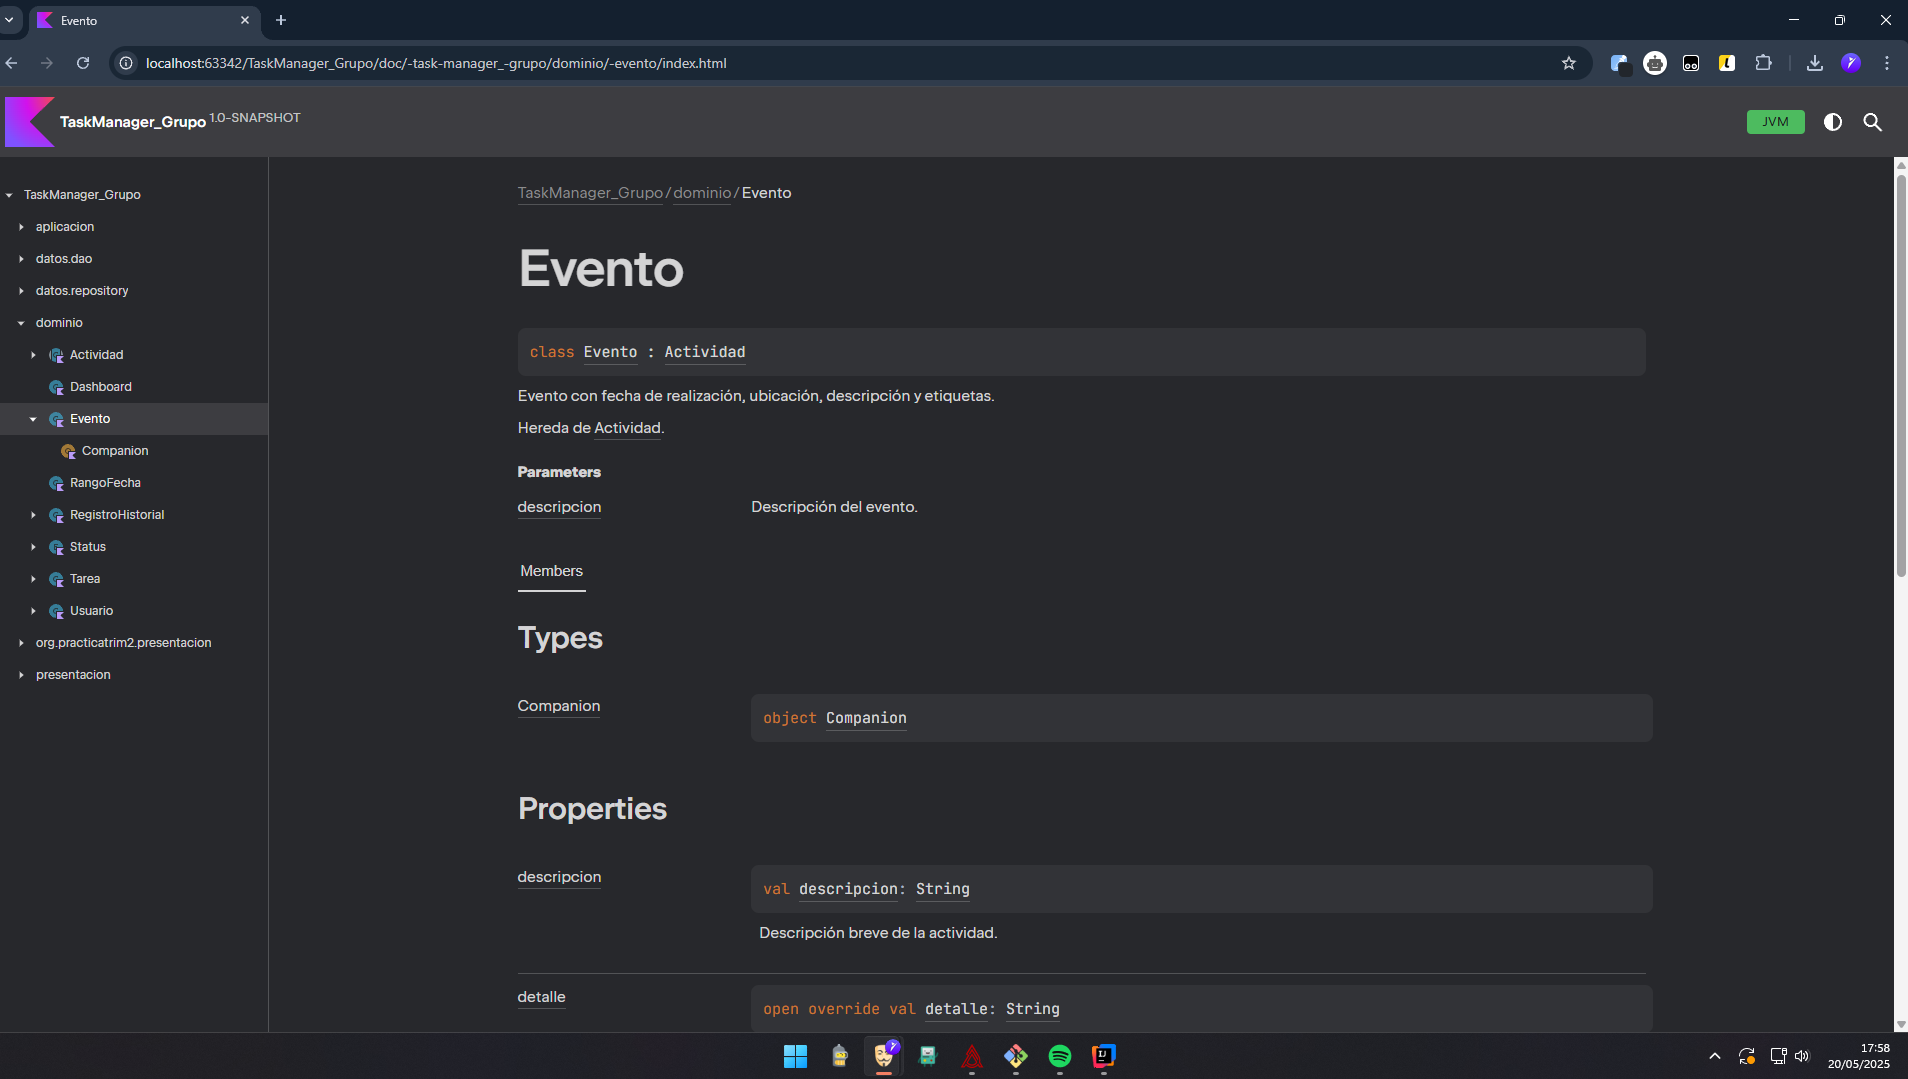 Evento
localhost:63342/TaskManager_Grupo/doc/-task-manager_-grupo/dominio/-evento/index.html
TaskManager_Grupo 1.0-SNAPSHOT
JVM
TaskManager_Grupo
aplicacion
datos.dao
datos.repository
dominio
Actividad
Dashboard
Evento
Companion
RangoFecha
RegistroHistorial
Status
Tarea
Usuario
org.practicatrim2.presentacion
presentacion
TaskManager_Grupo / dominio / Evento
Evento
class Evento : Actividad
Evento con fecha de realización, ubicación, descripción y etiquetas.
Hereda de Actividad.
Parameters
descripcion Descripción del evento.
Members
Types
Companion object Companion
Properties
descripcion val descripcion: String
Descripción breve de la actividad.
detalle open override val detalle: String
17:58
20/05/2025